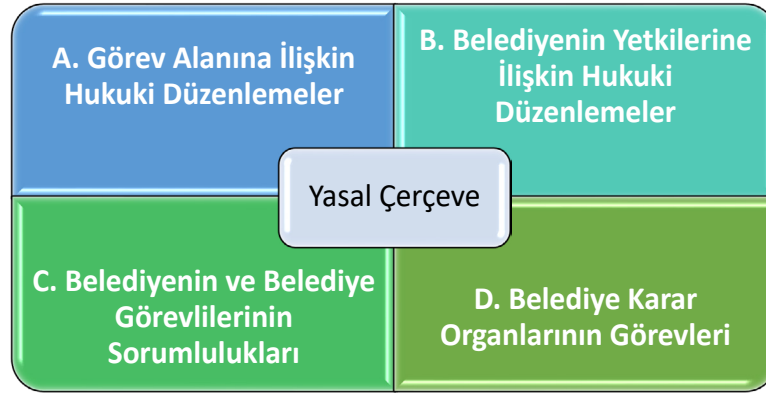 A. Görev Alanına İlişkin
Hukuki Düzenlemeler
B. Belediyenin Yetkilerine
İlişkin Hukuki
Düzenlemeler
Yasal Çerçeve
C. Belediyenin ve Belediye
Görevlilerinin
Sorumlulukları
D. Belediye Karar
Organlarının Görevleri